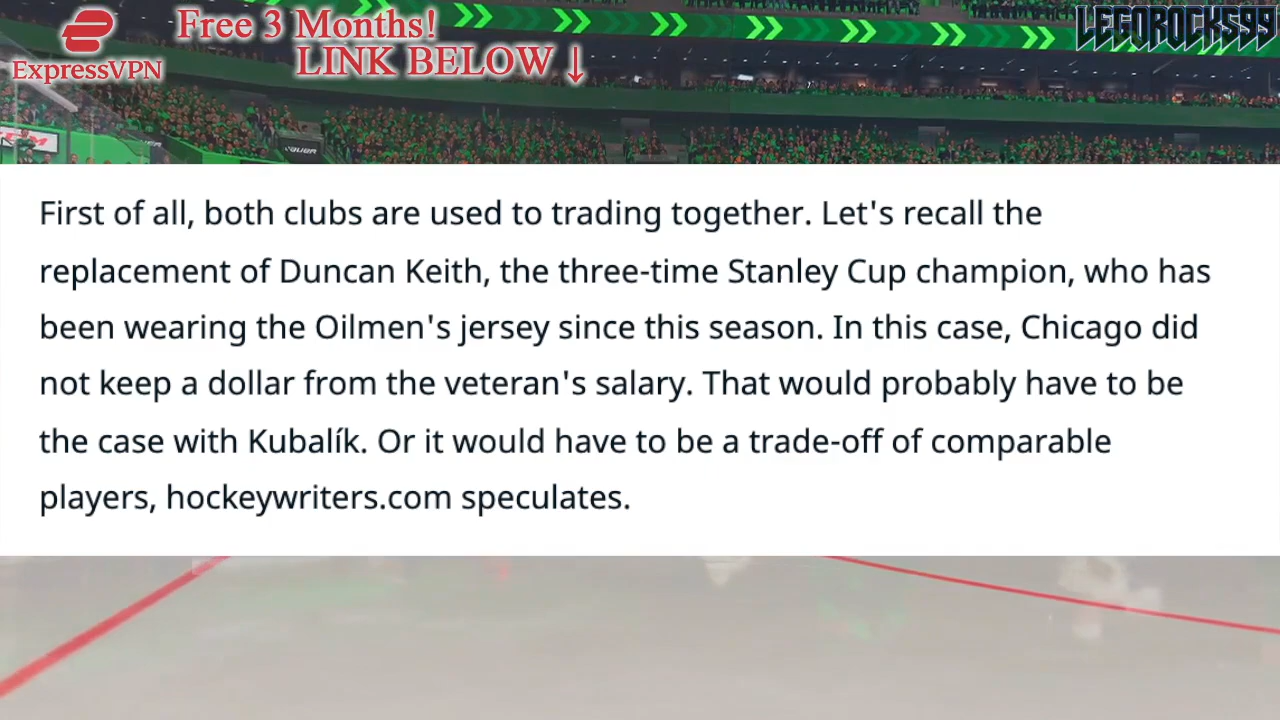 ExpressVPN
Free 3 Months!
LINK BELOW ↓
LEGOROCKS99
BAUER
First of all, both clubs are used to trading together. Let's recall the
replacement of Duncan Keith, the three-time Stanley Cup champion, who has
been wearing the Oilmen's jersey since this season. In this case, Chicago did
not keep a dollar from the veteran's salary. That would probably have to be
the case with Kubalík. Or it would have to be a trade-off of comparable
players, hockeywriters.com speculates.